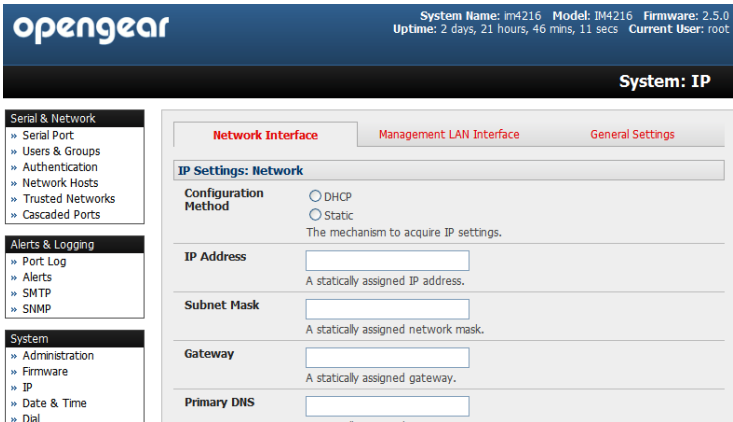 opengear
System Name: im4216 Model: IM4216 Firmware: 2.5.0
Uptime: 2 days, 21 hours, 46 mins, 11 secs Current User: root
System: IP
Serial & Network
» Serial Port
» Users & Groups
» Authentication
» Network Hosts
» Trusted Networks
» Cascaded Ports
Alerts & Logging
» Port Log
» Alerts
» SMTP
» SNMP
System
» Administration
» Firmware
» IP
» Date & Time
» Dial
Network Interface
Management LAN Interface
General Settings
IP Settings: Network
Configuration
Method
DHCP
Static
The mechanism to acquire IP settings.
IP Address
A statically assigned IP address.
Subnet Mask
A statically assigned network mask.
Gateway
A statically assigned gateway.
Primary DNS